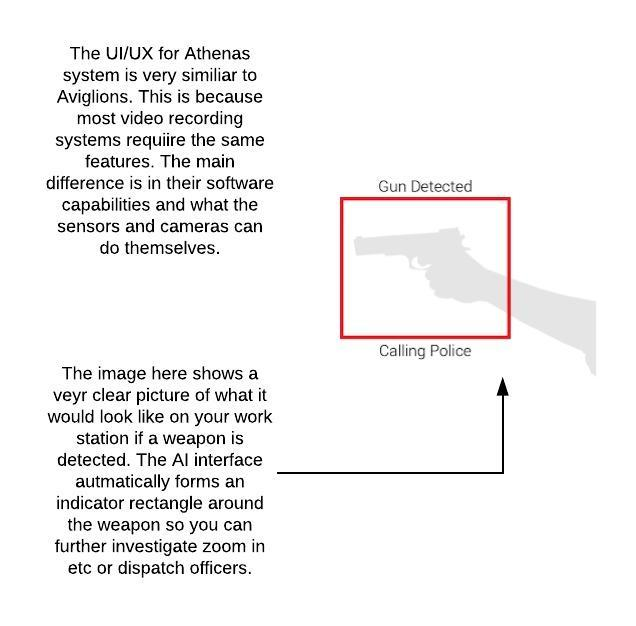 The UI/UX for Athenas
system is very similiar to
Aviglions. This is because
most video recording
systems requiire the same
features. The main
difference is in their software
capabilities and what the
sensors and cameras can
do themselves.
Gun Detected
Calling Police
The image here shows a
veyr clear picture of what it
would look like on your work
station if a weapon is
detected. The AI interface
autmatically forms an
indicator rectangle around
the weapon so you can
further investigate zoom in
etc or dispatch officers.